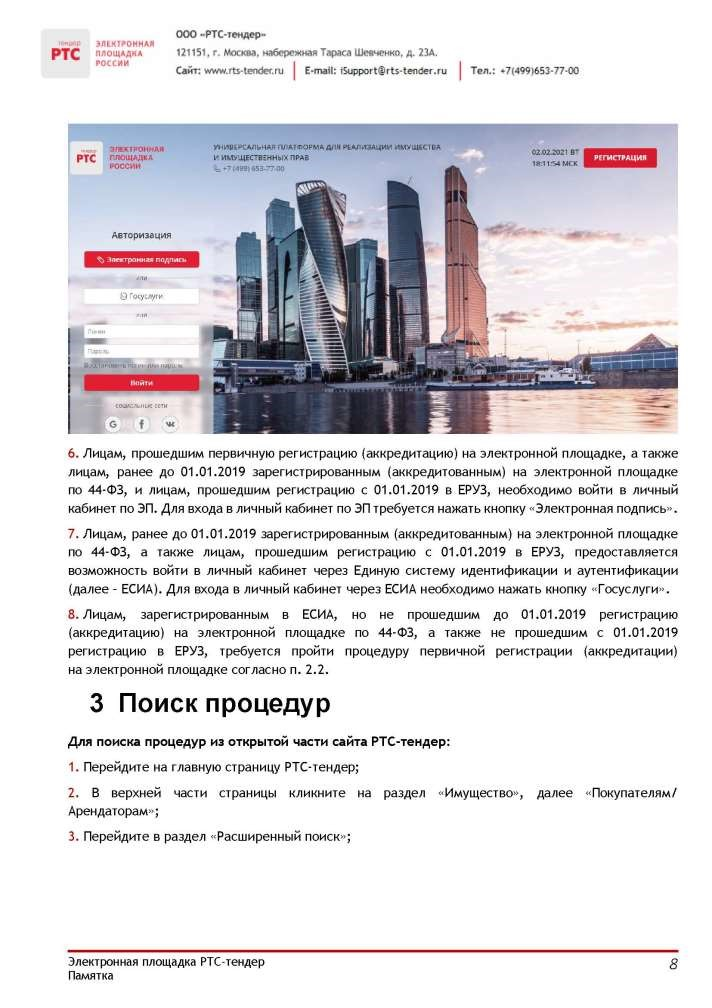 ООО «РТС-тендер»
тендер
РТС
ЭЛЕКТРОННАЯ
ПЛОЩАДКА
РОССИИ
121151, г. Москва, набережная Тараса Шевченко, д. 23А.
Сайт: www.rts-tender.ru | E-mail: iSupport@rts-tender.ru | Тел.: +7(499)653-77-00
тендер
РТС
ЭЛЕКТРОННАЯ
ПЛОЩАДКА
РОССИИ
УНИВЕРСАЛЬНАЯ ПЛАТФОРМА ДЛЯ РЕАЛИЗАЦИИ ИМУЩЕСТВА
И ИМУЩЕСТВЕННЫХ ПРАВ
+7 (499) 653-77-00
02.02.2021 ВТ
18:11:54 МСК
РЕГИСТРАЦИЯ
Авторизация
Электронная подпись
или
Госуслуги
или
Логин
Пароль
Восстановить логин или пароль
Войти
социальные сети
G f
6. Лицам, прошедшим первичную регистрацию (аккредитацию) на электронной площадке, а также
лицам, ранее до 01.01.2019 зарегистрированным (аккредитованным) на электронной площадке
по 44-ФЗ, и лицам, прошедшим регистрацию с 01.01.2019 в ЕРУЗ, необходимо войти в личный
кабинет по ЭП. Для входа в личный кабинет по ЭП требуется нажать кнопку «Электронная подпись».
7. Лицам, ранее до 01.01.2019 зарегистрированным (аккредитованным) на электронной площадке
по 44-ФЗ, а также лицам, прошедшим регистрацию с 01.01.2019 в ЕРУЗ, предоставляется
возможность войти в личный кабинет через Единую систему идентификации и аутентификации
(далее – ЕСИА). Для входа в личный кабинет через ЕСИА необходимо нажать кнопку «Госуслуги».
8. Лицам, зарегистрированным в ЕСИА, но не прошедшим до 01.01.2019 регистрацию
(аккредитацию) на электронной площадке по 44-ФЗ, а также не прошедшим с 01.01.2019
регистрацию в ЕРУЗ, требуется пройти процедуру первичной регистрации (аккредитации)
на электронной площадке согласно п. 2.2.
3 Поиск процедур
Для поиска процедур из открытой части сайта РТС-тендер:
1. Перейдите на главную страницу РТС-тендер;
2. В верхней части страницы кликните на раздел «Имущество», далее «Покупателям/
Арендаторам»;
3. Перейдите в раздел «Расширенный поиск»;
Электронная площадка РТС-тендер
Памятка
8